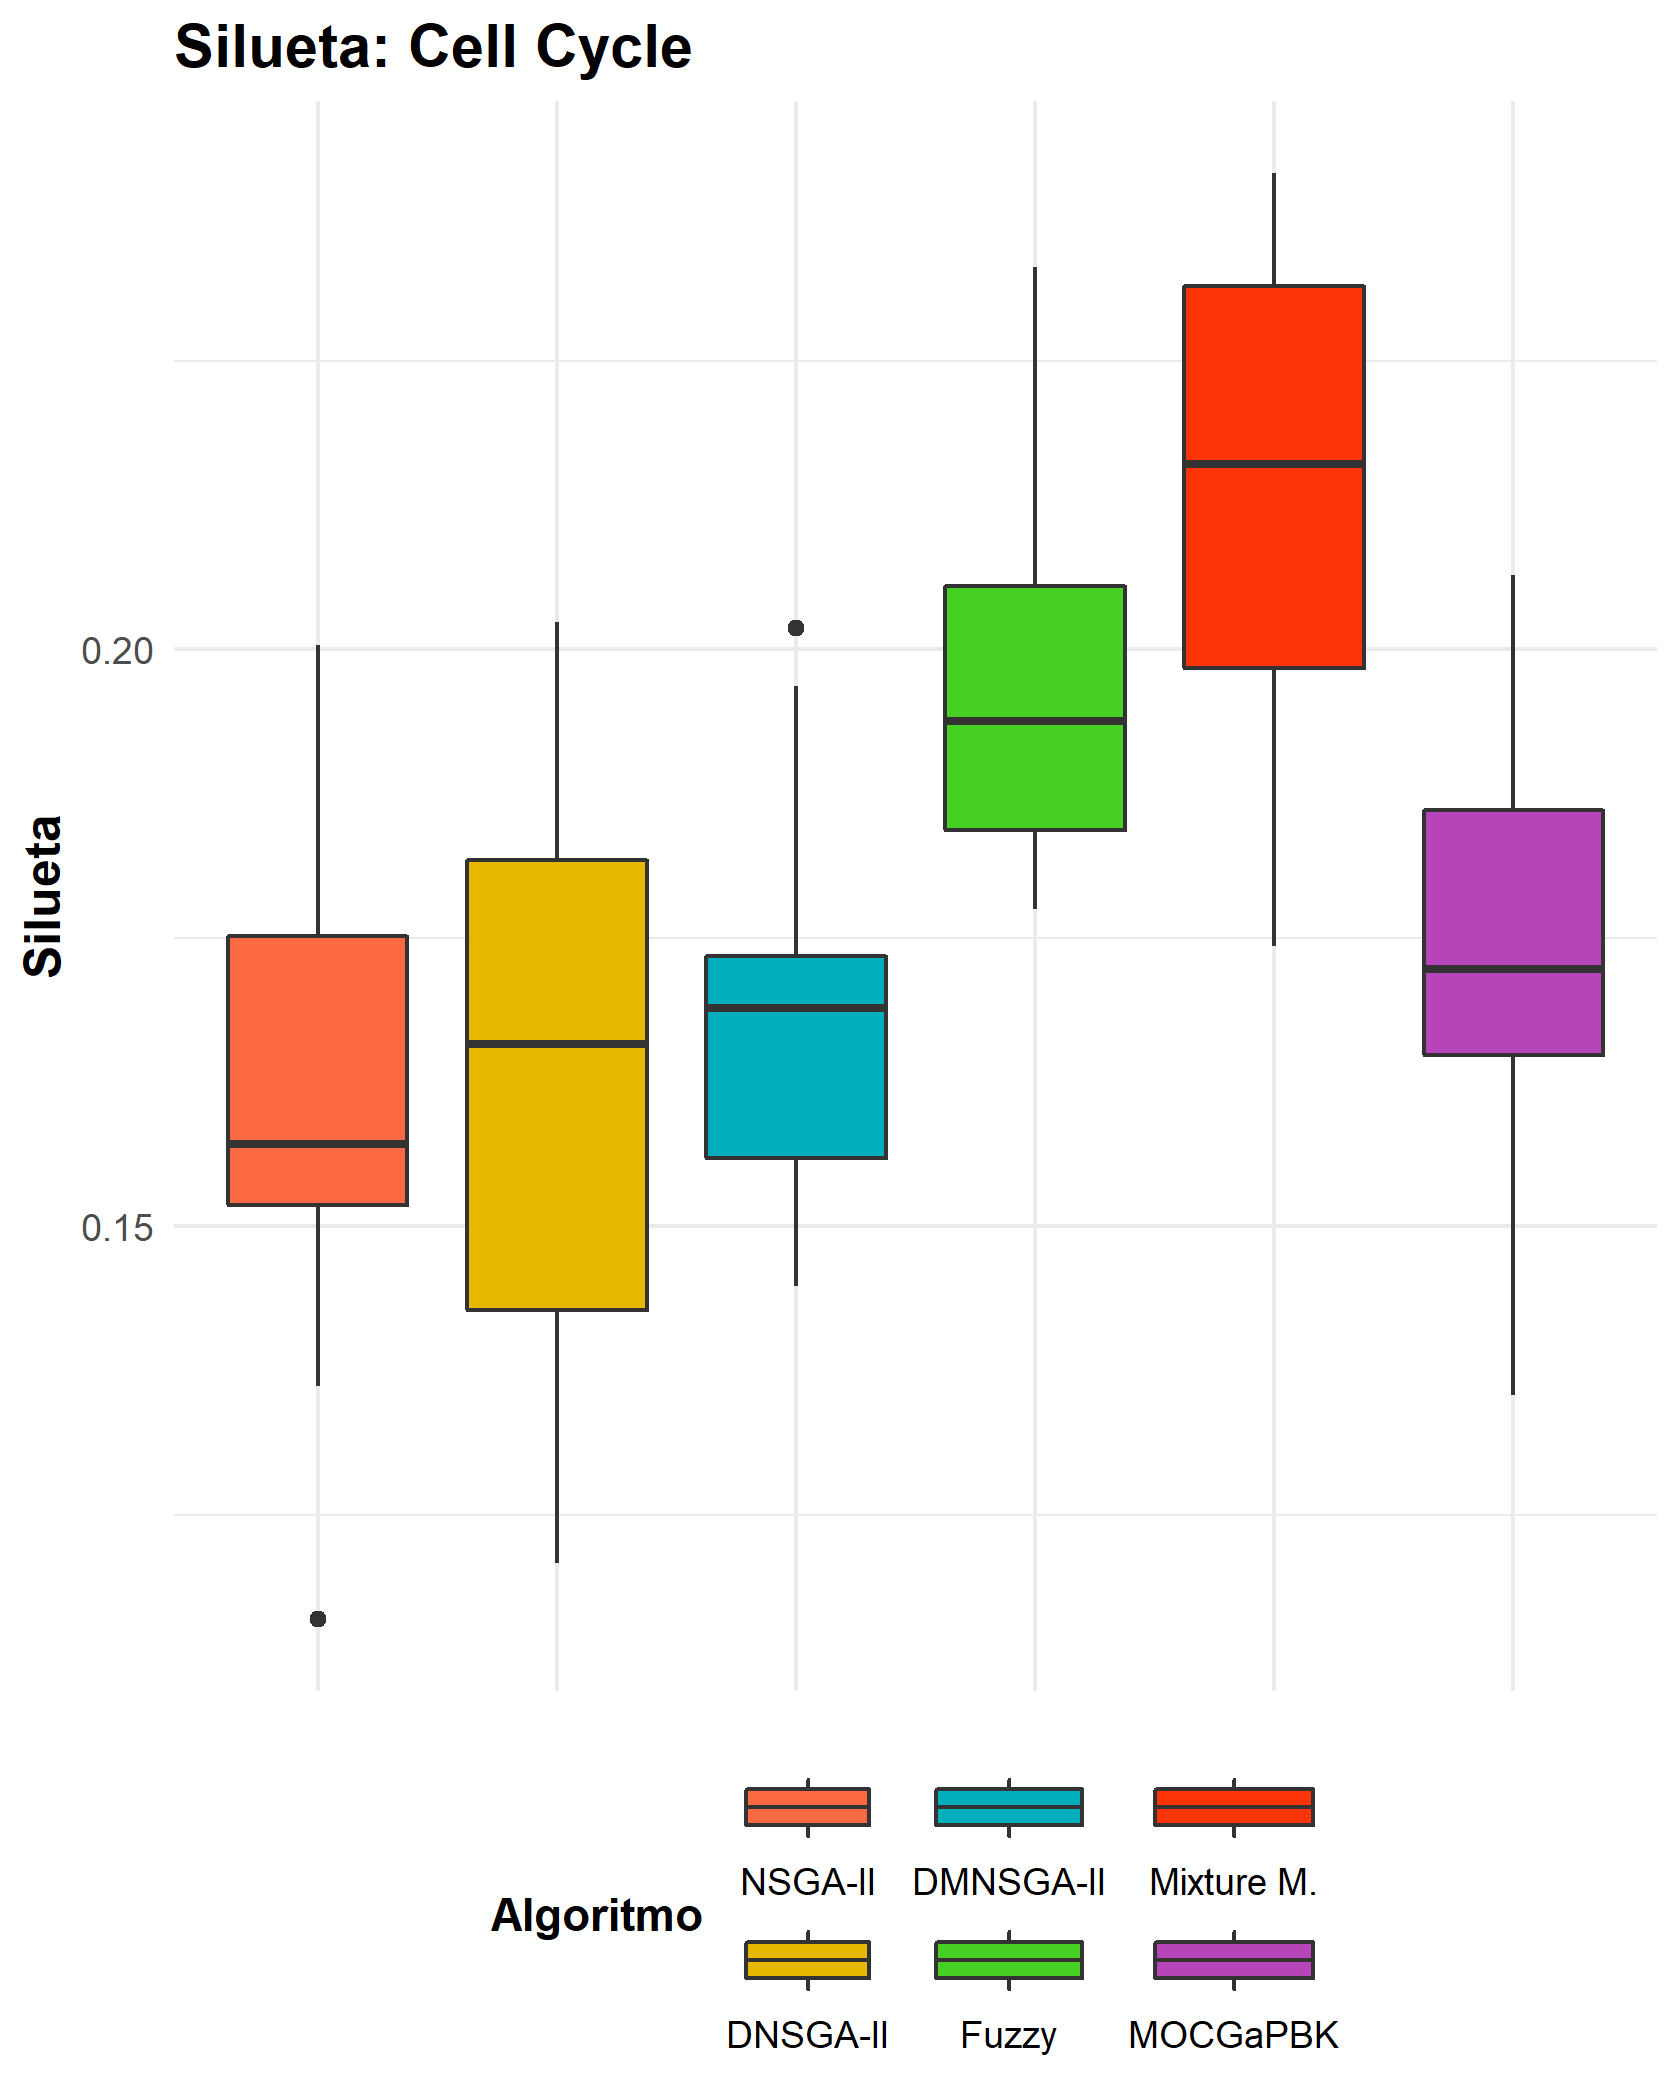 Silueta: Cell Cycle
0.20
Silueta
0.15
NSGA-II DMNSGA-II Mixture M.
Algoritmo
DNSGA-II Fuzzy MOCGaPBK